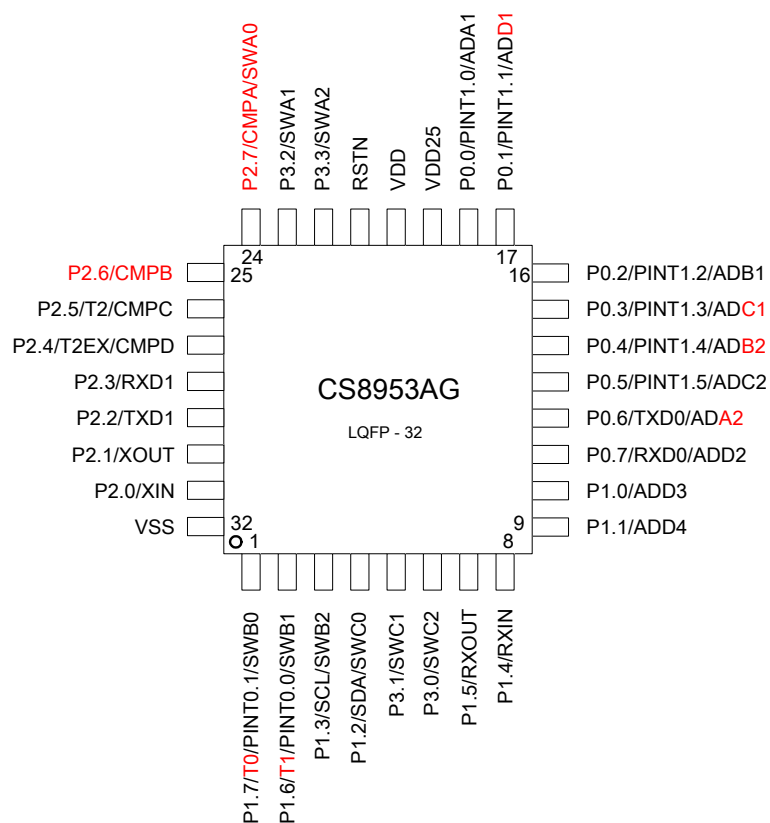 P2.7/CMPA/SWA0
P3.2/SWA1
P3.3/SWA2
RSTN
VDD
VDD25
P0.0/PINT1.0/ADA1
P0.1/PINT1.1/ADD1
24
17
25
16
P2.6/CMPB
P2.5/T2/CMPC
P2.4/T2EX/CMPD
P2.3/RXD1
P2.2/TXD1
P2.1/XOUT
P2.0/XIN
VSS
CS8953AG
LQFP - 32
P0.2/PINT1.2/ADB1
P0.3/PINT1.3/ADC1
P0.4/PINT1.4/ADB2
P0.5/PINT1.5/ADC2
P0.6/TXD0/ADA2
P0.7/RXD0/ADD2
P1.0/ADD3
P1.1/ADD4
32
9
1
8
P1.7/T0/PINT0.1/SWB0
P1.6/T1/PINT0.0/SWB1
P1.3/SCL/SWB2
P1.2/SDA/SWC0
P3.1/SWC1
P3.0/SWC2
P1.5/RXOUT
P1.4/RXIN